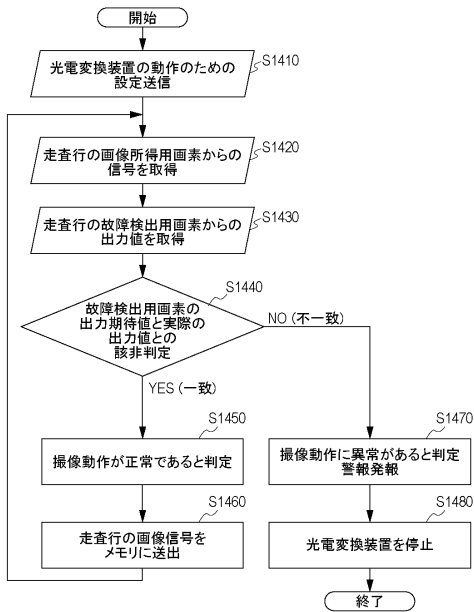 開始
光電変換装置の動作のための
設定送信
S1410
走査行の画像所得用画素からの
信号を取得
S1420
走査行の故障検出用画素からの
出力値を取得
S1430
故障検出用画素の
出力期待値と実際の
出力値との
該非判定
S1440
NO (不一致)
YES (一致)
S1450
撮像動作が正常であると判定
S1460
走査行の画像信号を
メモリに送出
S1470
撮像動作に異常があると判定
警報発報
S1480
光電変換装置を停止
終了